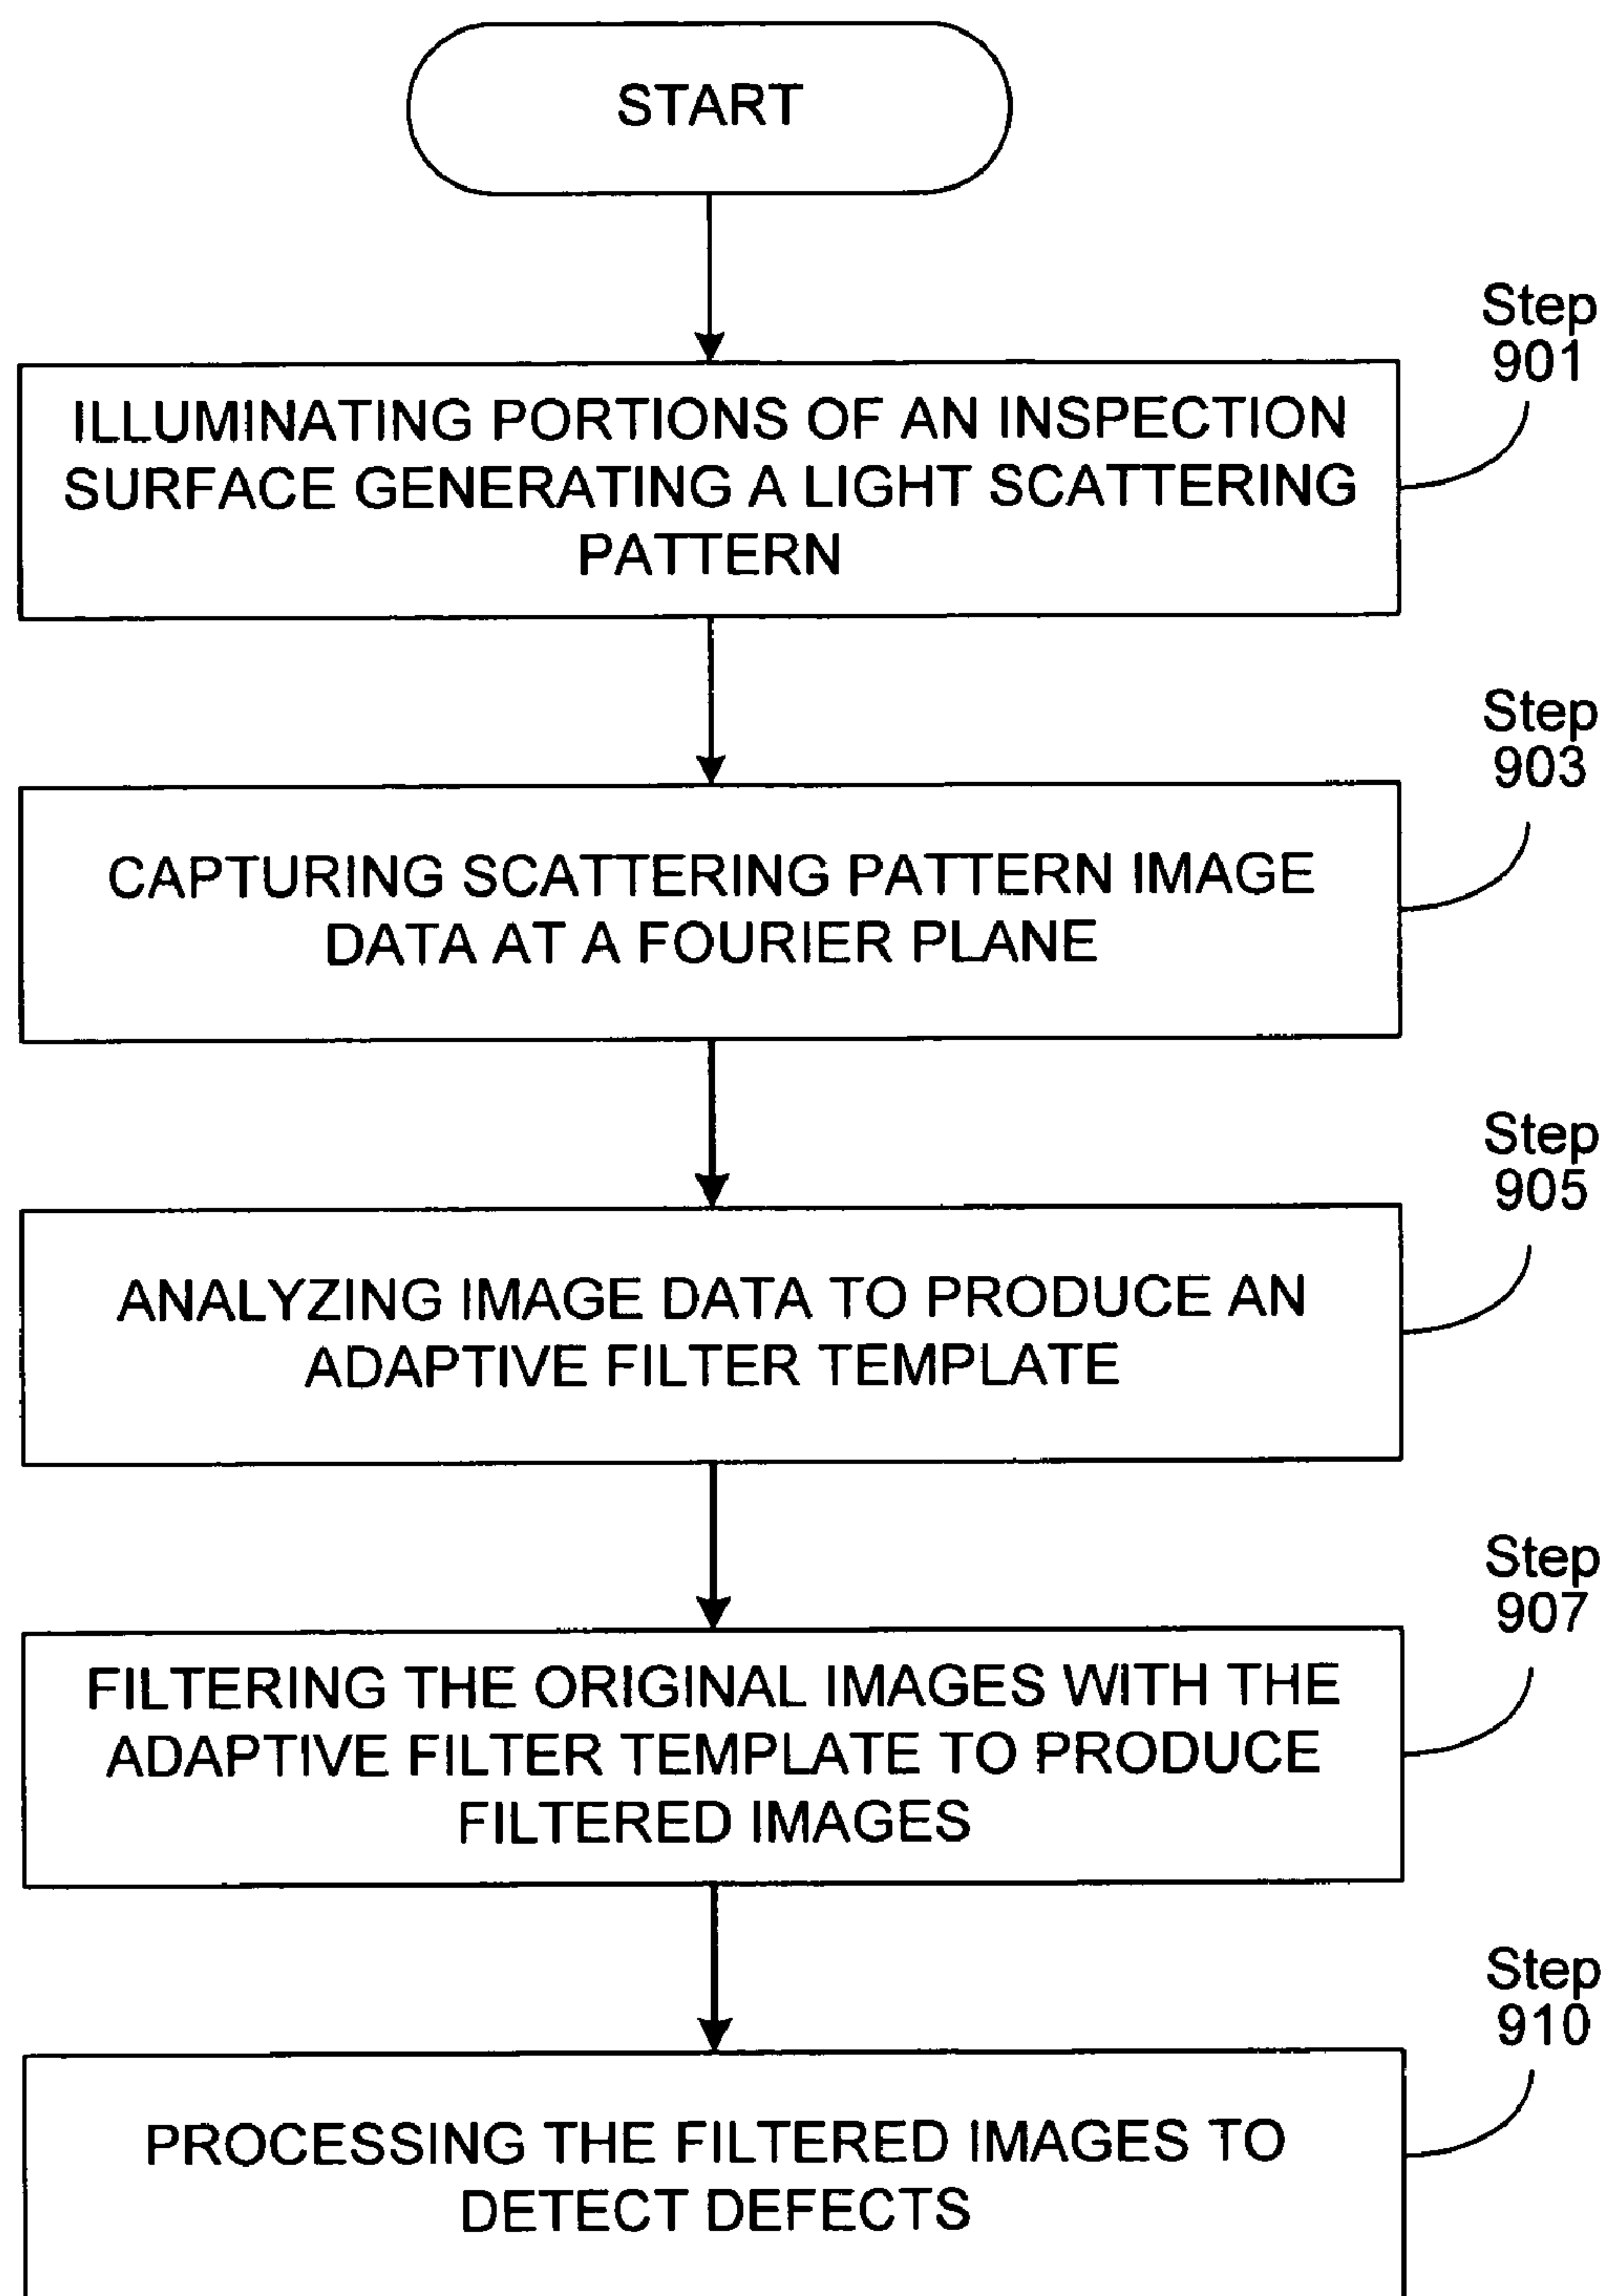 START
Step
901
ILLUMINATING PORTIONS OF AN INSPECTION
SURFACE GENERATING A LIGHT SCATTERING
PATTERN
Step
903
CAPTURING SCATTERING PATTERN IMAGE
DATA AT A FOURIER PLANE
Step
905
ANALYZING IMAGE DATA TO PRODUCE AN
ADAPTIVE FILTER TEMPLATE
Step
907
FILTERING THE ORIGINAL IMAGES WITH THE
ADAPTIVE FILTER TEMPLATE TO PRODUCE
FILTERED IMAGES
Step
910
PROCESSING THE FILTERED IMAGES TO
DETECT DEFECTS